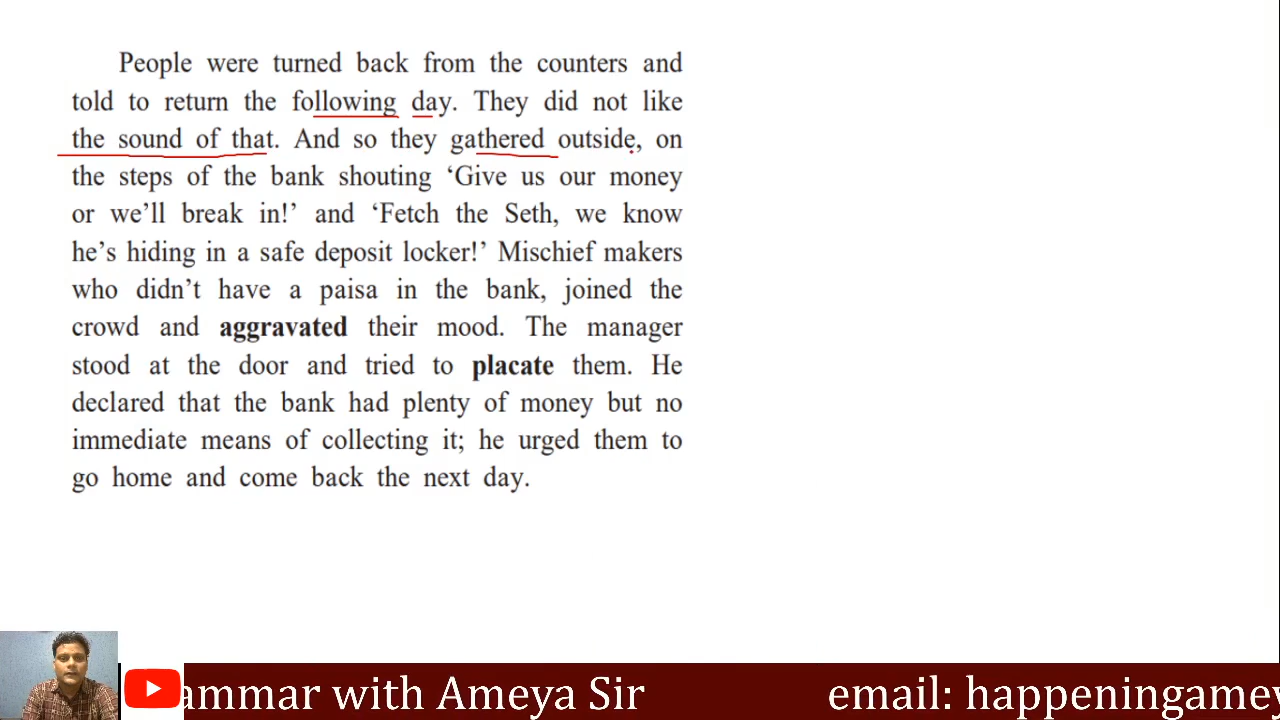 People were turned back from the counters and
told to return the following day. They did not like
the sound of that. And so they gathered outside, on
the steps of the bank shouting ‘Give us our money
or we’ll break in!’ and ‘Fetch the Seth, we know
he’s hiding in a safe deposit locker!’ Mischief makers
who didn’t have a paisa in the bank, joined the
crowd and aggravated their mood. The manager
stood at the door and tried to placate them. He
declared that the bank had plenty of money but no
immediate means of collecting it; he urged them to
go home and come back the next day.
ammar with Ameya Sir email: happeningamey